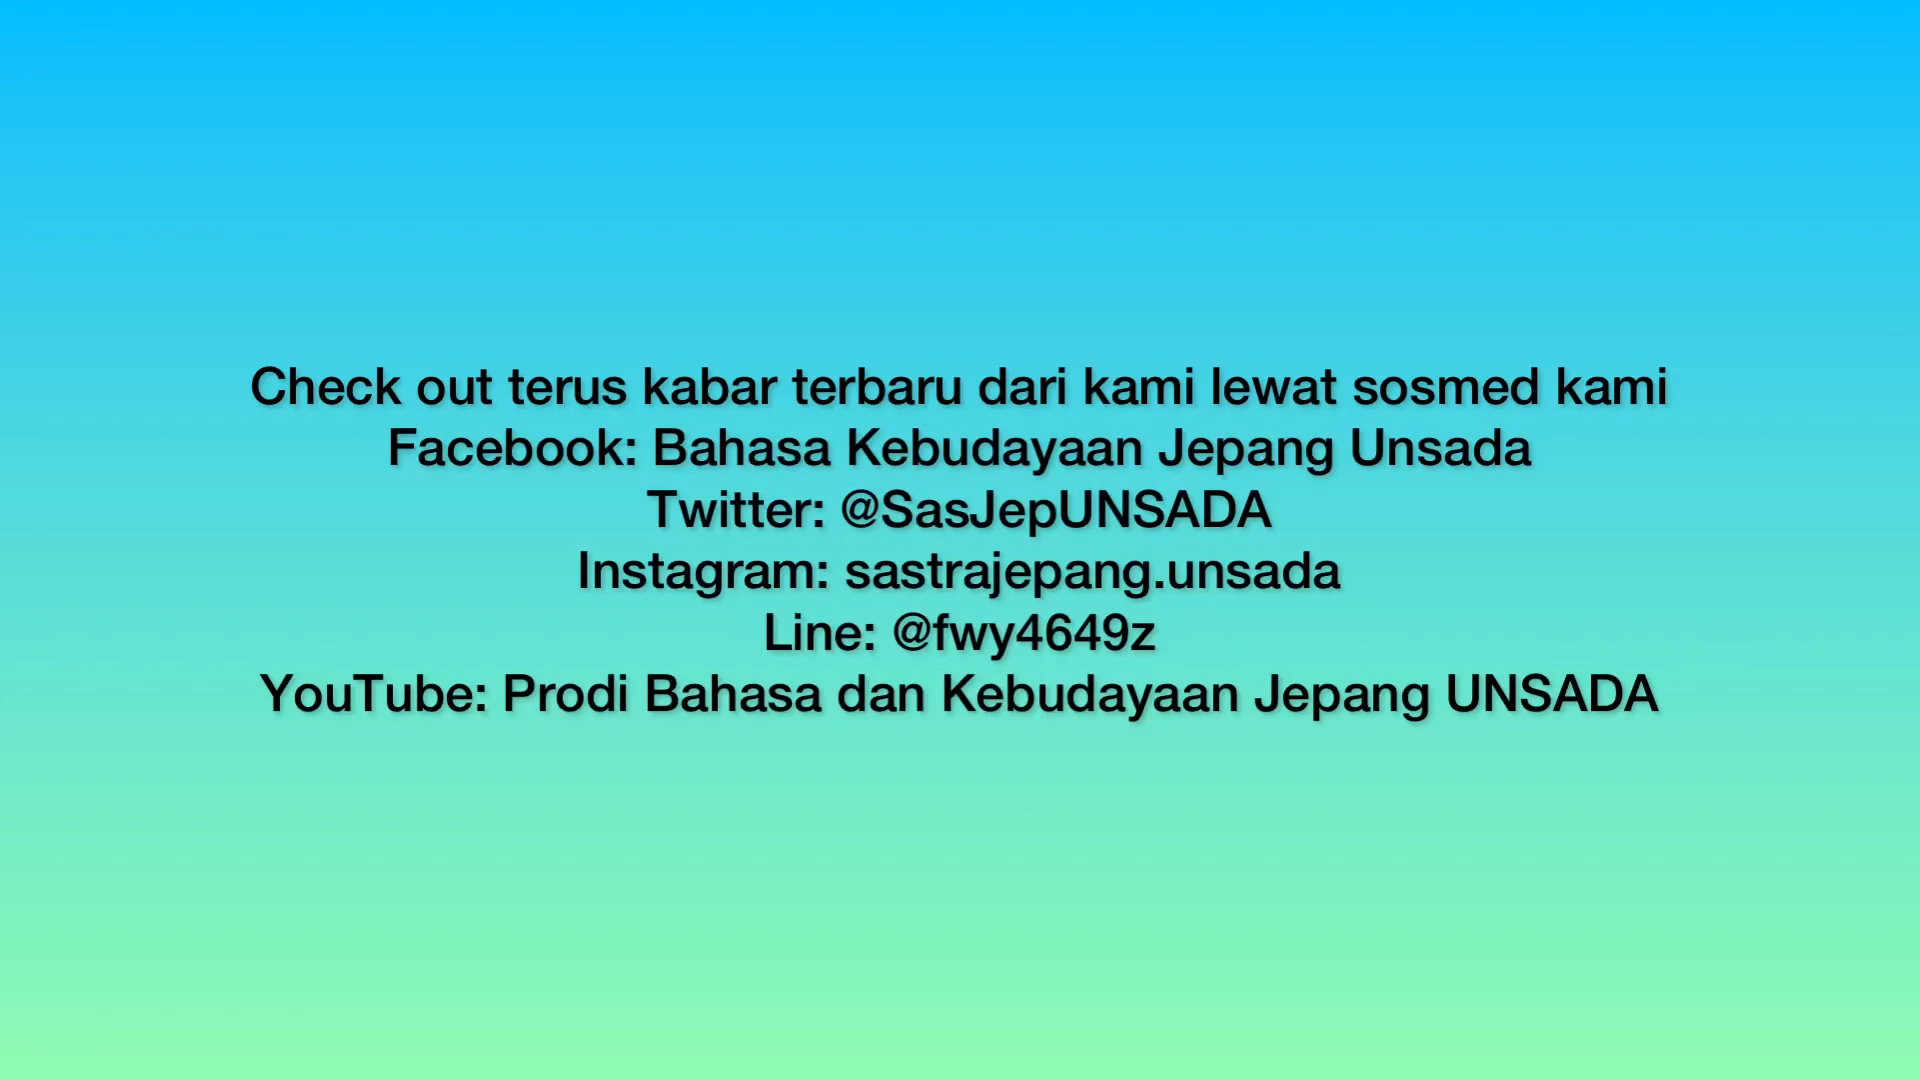 Check out terus kabar terbaru dari kami lewat sosmed kami
Facebook: Bahasa Kebudayaan Jepang Unsada
Twitter: @SasJepUNSADA
Instagram: sastrajepang.unsada
Line: @fwy4649z
YouTube: Prodi Bahasa dan Kebudayaan Jepang UNSADA